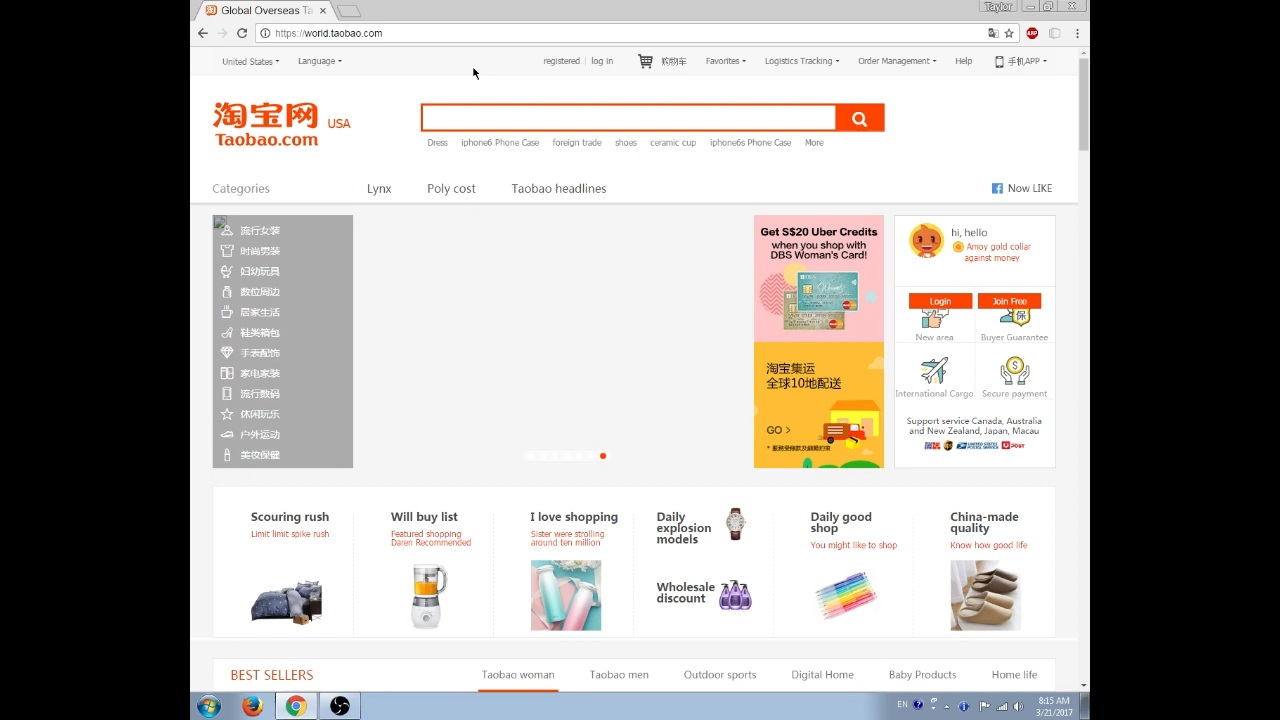 Global Overseas Ta
Taylor
https://world.taobao.com
United States
Language
registered
log in
购物车
Favorites
Logistics Tracking
Order Management
Help
手机APP
淘宝网
Taobao.com
USA
Dress
iphone6 Phone Case
foreign trade
shoes
ceramic cup
iphone6s Phone Case
More
Categories
Lynx
Poly cost
Taobao headlines
Now LIKE
流行女装
时尚男装
妇幼玩具
数位周边
居家生活
鞋类箱包
手表配饰
家电家装
流行数码
休闲玩乐
户外运动
美妆保健
Get S$20 Uber Credits
when you shop with
DBS Woman's Card!
淘宝集运
全球10地配送
GO >
hi, hello
Amoy gold collar
against money
Login
Join Free
New area
Buyer Guarantee
International Cargo
Secure payment
Support service Canada, Australia
and New Zealand, Japan, Macau
Scouring rush
Limit limit spike rush
Will buy list
Featured shopping
Daren Recommended
I love shopping
Sister were strolling
around ten million
Daily
explosion
models
Wholesale
discount
Daily good
shop
You might like to shop
China-made
quality
Know how good life
BEST SELLERS
Taobao woman
Taobao men
Outdoor sports
Digital Home
Baby Products
Home life
EN
8:15 AM
3/21/2017